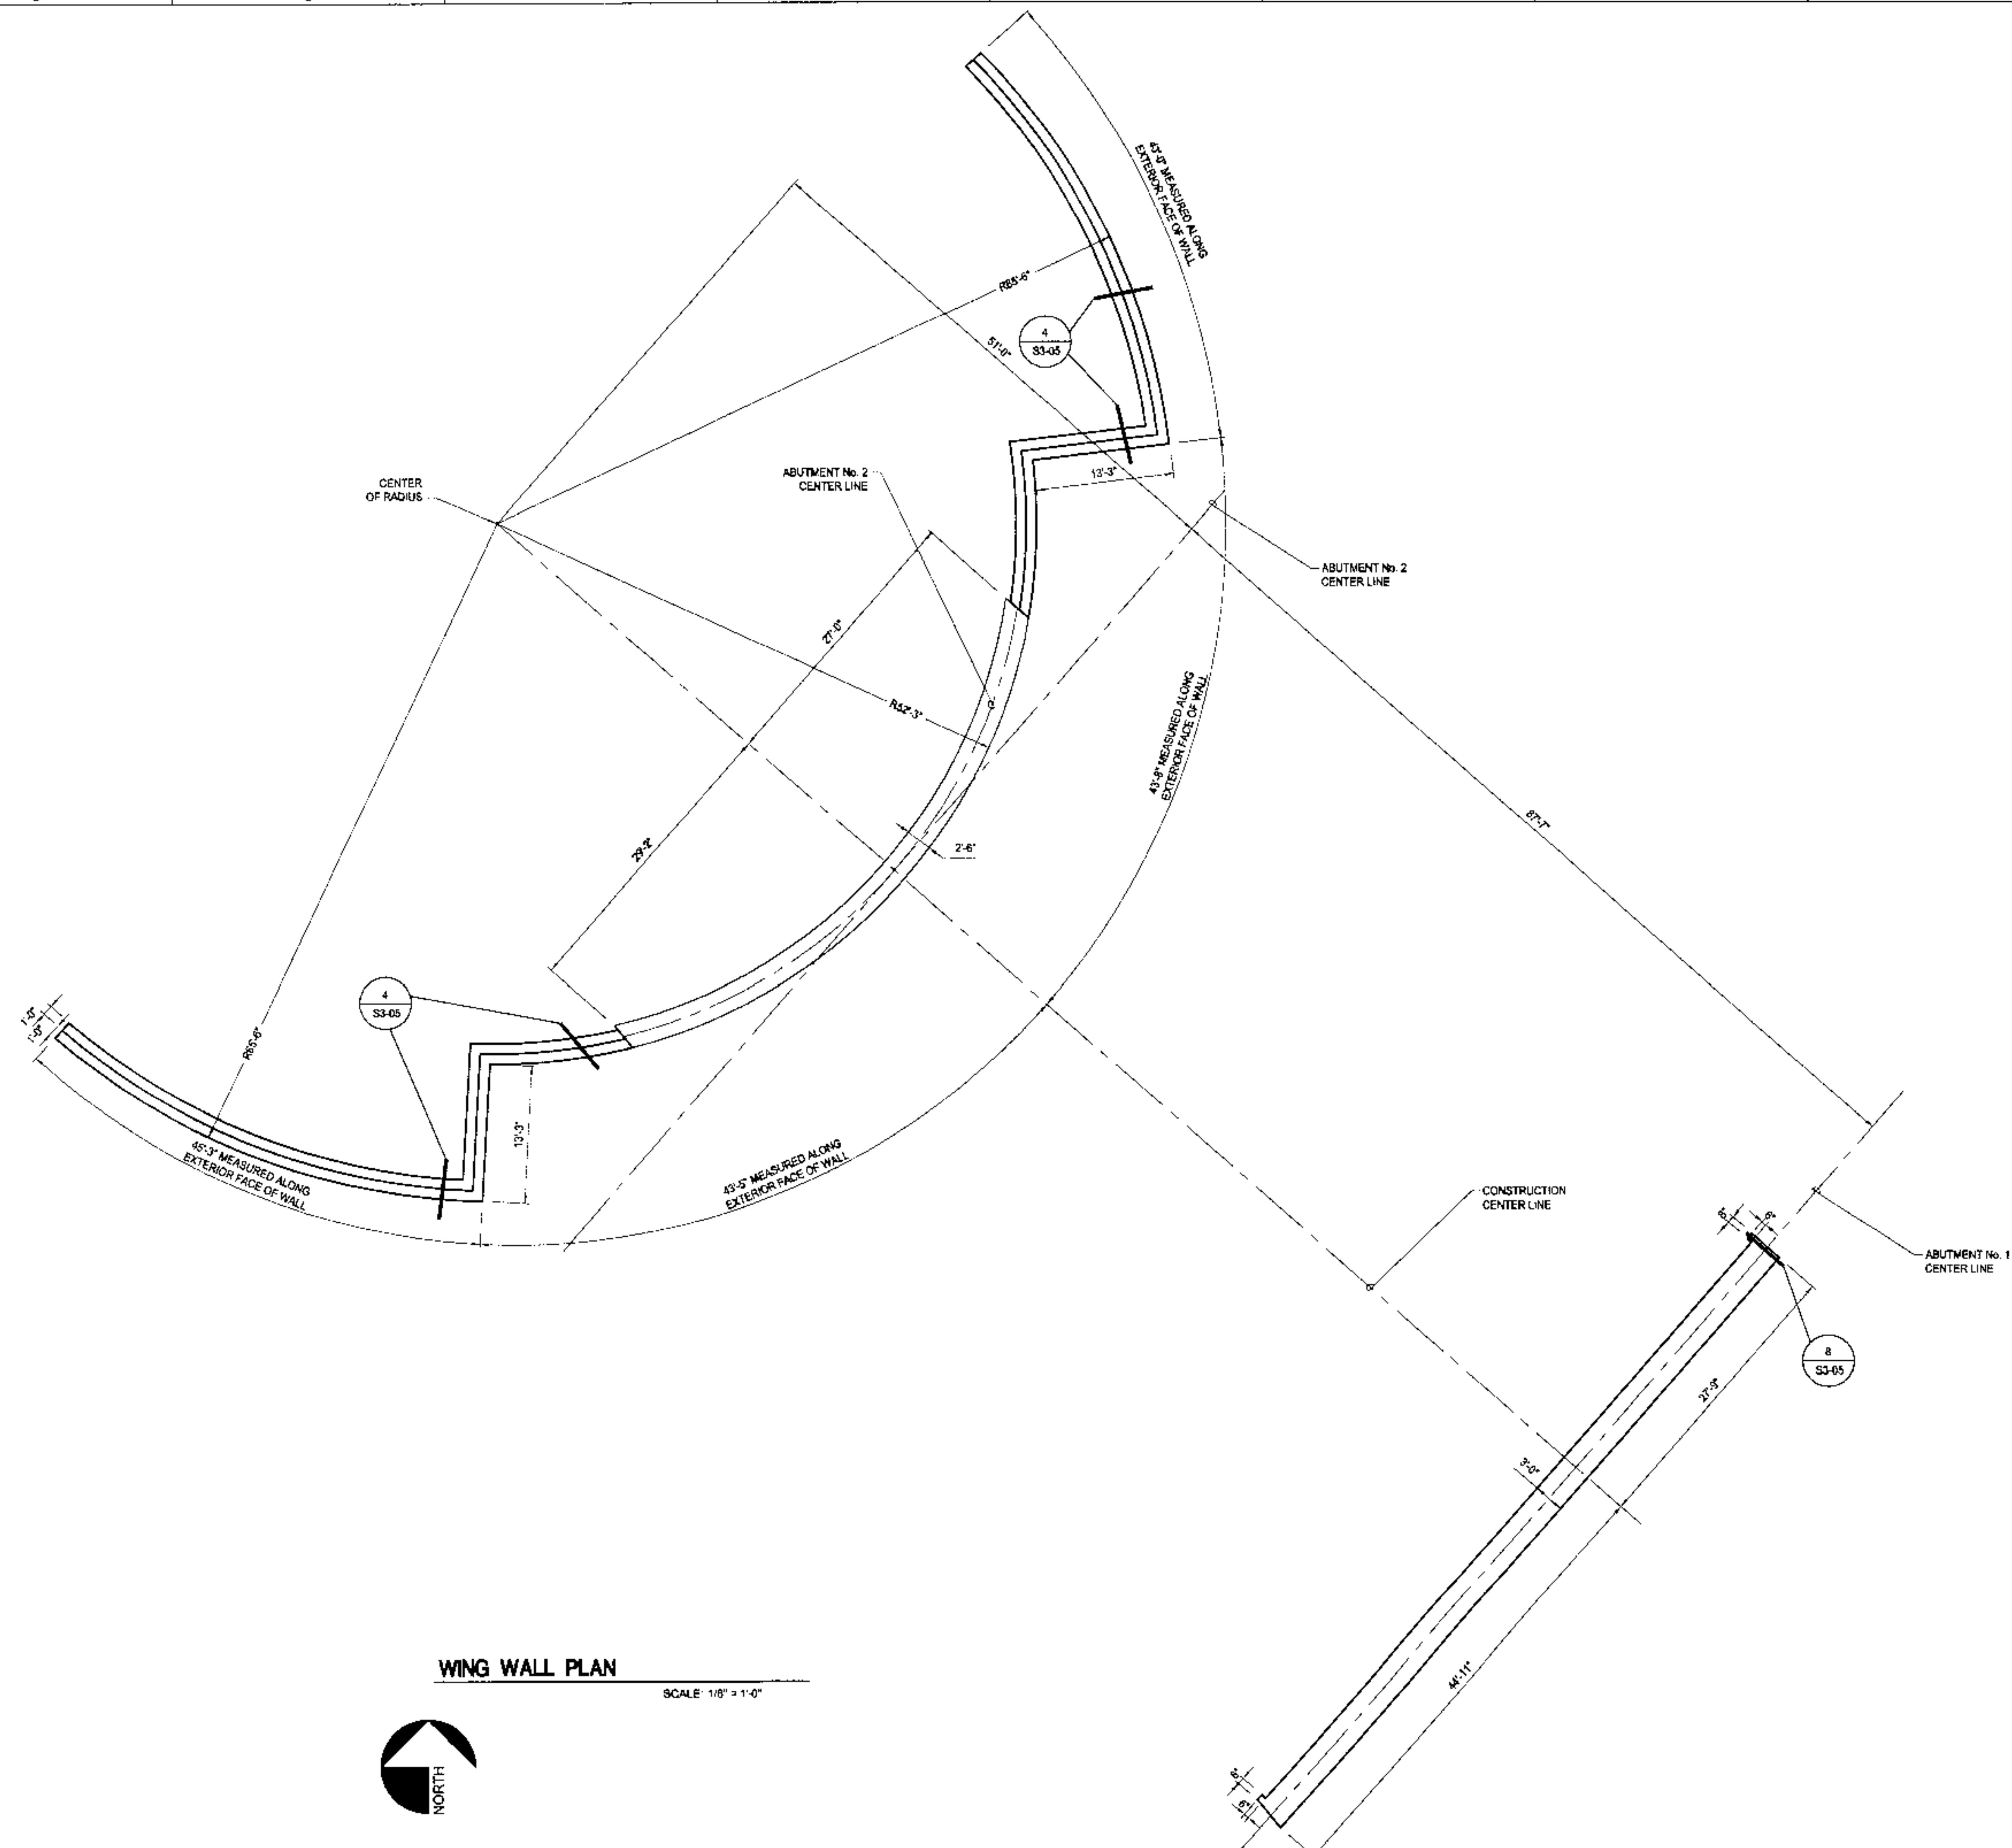 43'-0" MEASURED ALONG
EXTERIOR FACE OF WALL
R65'-6"
4
S3-05
51'-0"
CENTER
OF RADIUS
ABUTMENT No. 2
CENTER LINE
13'-3"
ABUTMENT No. 2
CENTER LINE
27'-0"
R52'-3"
43'-8" MEASURED ALONG
EXTERIOR FACE OF WALL
29'-2"
2'-6"
87'-7"
4
S3-05
1'-0"
1'-0"
R65'-6"
13'-3"
45'-3" MEASURED ALONG
EXTERIOR FACE OF WALL
43'-5" MEASURED ALONG
EXTERIOR FACE OF WALL
CONSTRUCTION
CENTER LINE
6"
ABUTMENT No. 1
CENTER LINE
8
S3-05
27'-9"
3'-0"
44'-11"
WING WALL PLAN
SCALE: 1/8" = 1'-0"
NORTH
6"